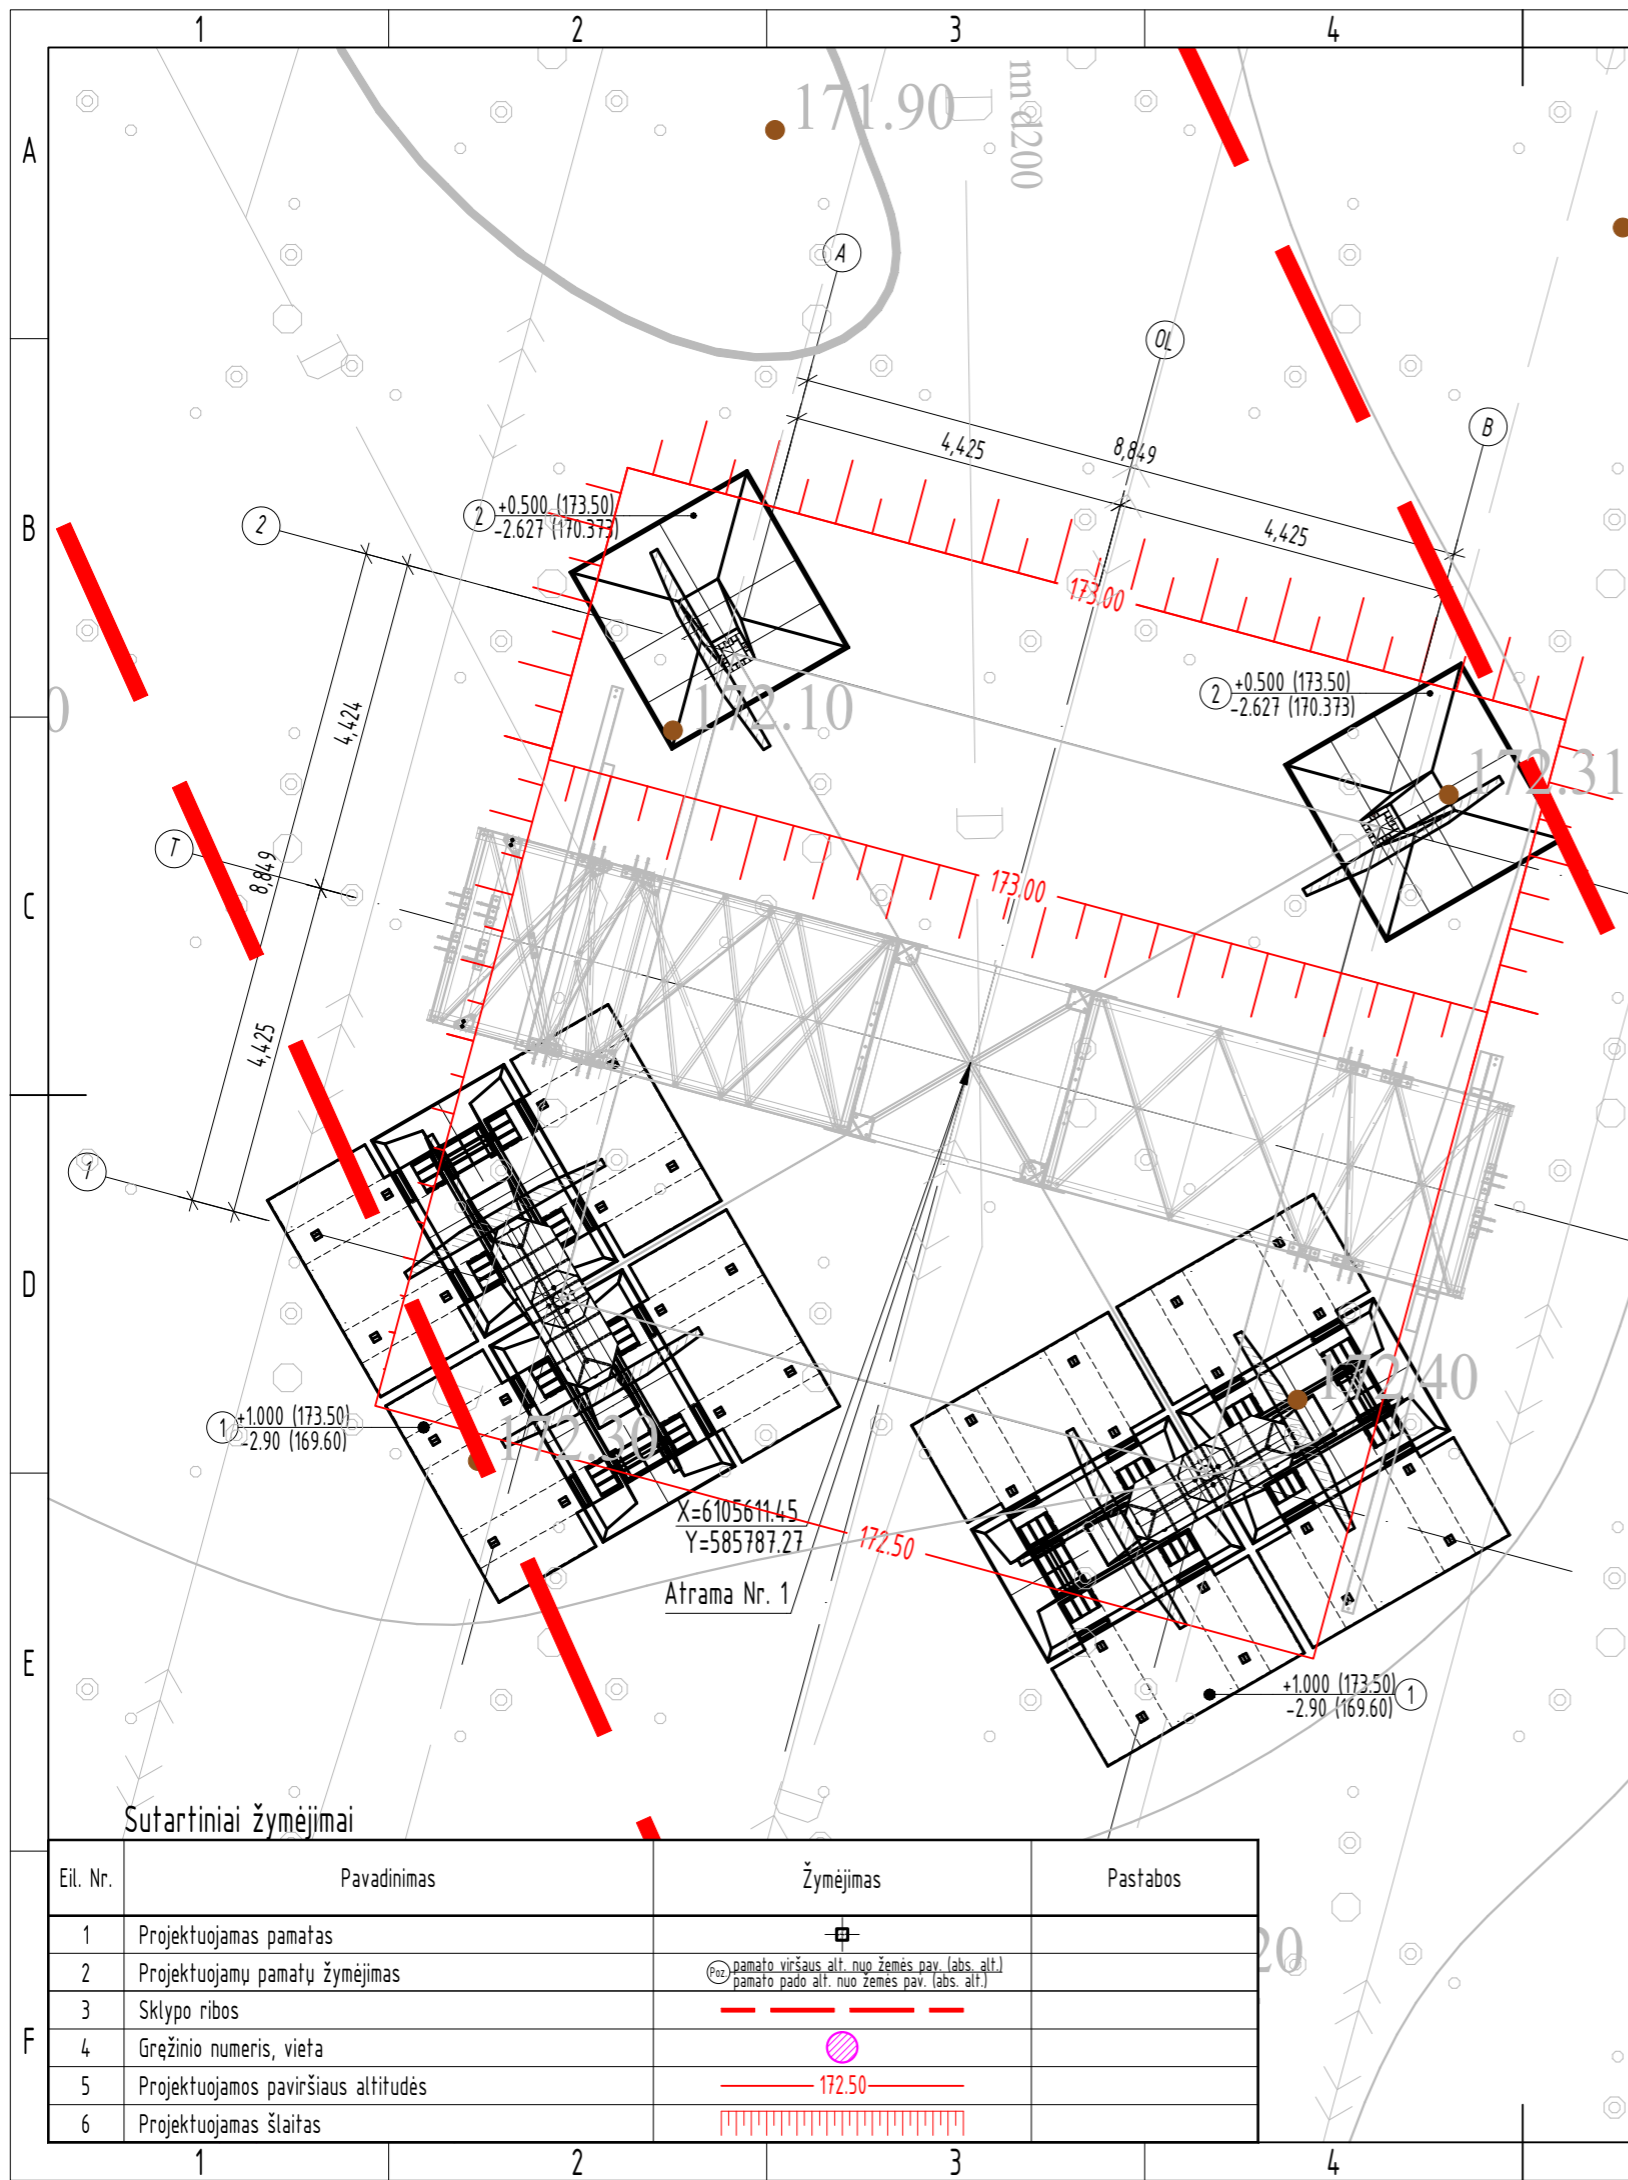 1 2 3 4
A
B
C
D
E
F
171.90
mm d200
A
OL
B
4,425
8,849
4,425
2 +0.500 (173.50)
-2.627 (170.373)
2
173.00
2 +0.500 (173.50)
-2.627 (170.373)
172.10
172.31
0
4,424
T
8,849
173.00
4,425
1
172.40
1 +1.000 (173.50)
-2.90 (169.60)
172.30
X=6105611.45
Y=585787.27
172.50
Atrama Nr. 1
+1.000 (173.50) 1
-2.90 (169.60)
Sutartiniai žymėjimai
Eil. Nr. Pavadinimas Žymėjimas Pastabos
1 Projektuojamas pamatas
2 Projektuojamų pamatų žymėjimas Poz. pamato viršaus alt. nuo žemės pav. (abs. alt.)
pamato pado alt. nuo žemės pav. (abs. alt.)
3 Sklypo ribos
4 Gręžinio numeris, vieta
5 Projektuojamos paviršiaus altitudės 172.50
6 Projektuojamas šlaitas
20
1 2 3 4